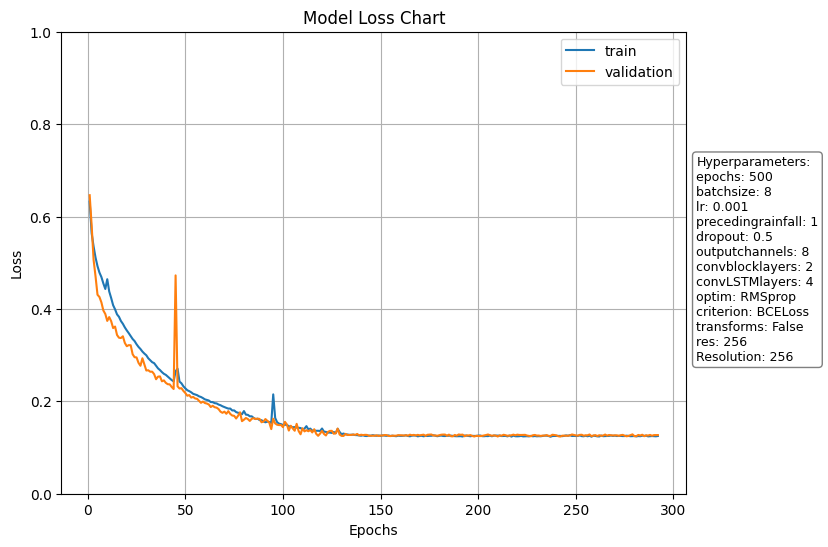 Model Loss Chart
1.0
0.8
0.6
0.4
0.2
0.0
Loss
0
50
100
150
200
250
300
Epochs
train
validation
Hyperparameters:
epochs: 500
batchsize: 8
lr: 0.001
precedingrainfall: 1
dropout: 0.5
outputchannels: 8
convblocklayers: 2
convLSTMlayers: 4
optim: RMSprop
criterion: BCELoss
transforms: False
res: 256
Resolution: 256